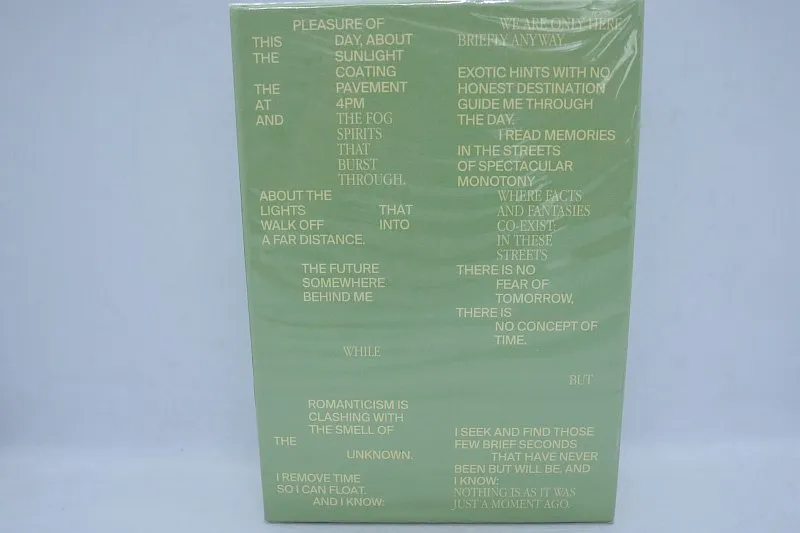 PLEASURE OF
THIS DAY, ABOUT
THE SUNLIGHT
COATING
THE PAVEMENT
AT 4PM
AND THE FOG
SPIRITS
THAT
BURST
THROUGH.
ABOUT THE
LIGHTS THAT
WALK OFF INTO
A FAR DISTANCE.
THE FUTURE
SOMEWHERE
BEHIND ME
WHILE
ROMANTICISM IS
CLASHING WITH
THE SMELL OF
THE
UNKNOWN.
I REMOVE TIME
SO I CAN FLOAT.
AND I KNOW:
WE ARE ONLY HERE
BRIEFLY ANYWAY
EXOTIC HINTS WITH NO
HONEST DESTINATION
GUIDE ME THROUGH
THE DAY.
I READ MEMORIES
IN THE STREETS
OF SPECTACULAR
MONOTONY
WHERE FACTS
AND FANTASIES
CO-EXIST:
IN THESE
STREETS
THERE IS NO
FEAR OF
TOMORROW,
THERE IS
NO CONCEPT OF
TIME.
BUT
I SEEK AND FIND THOSE
FEW BRIEF SECONDS
THAT HAVE NEVER
BEEN BUT WILL BE, AND
I KNOW:
NOTHING IS AS IT WAS
JUST A MOMENT AGO.